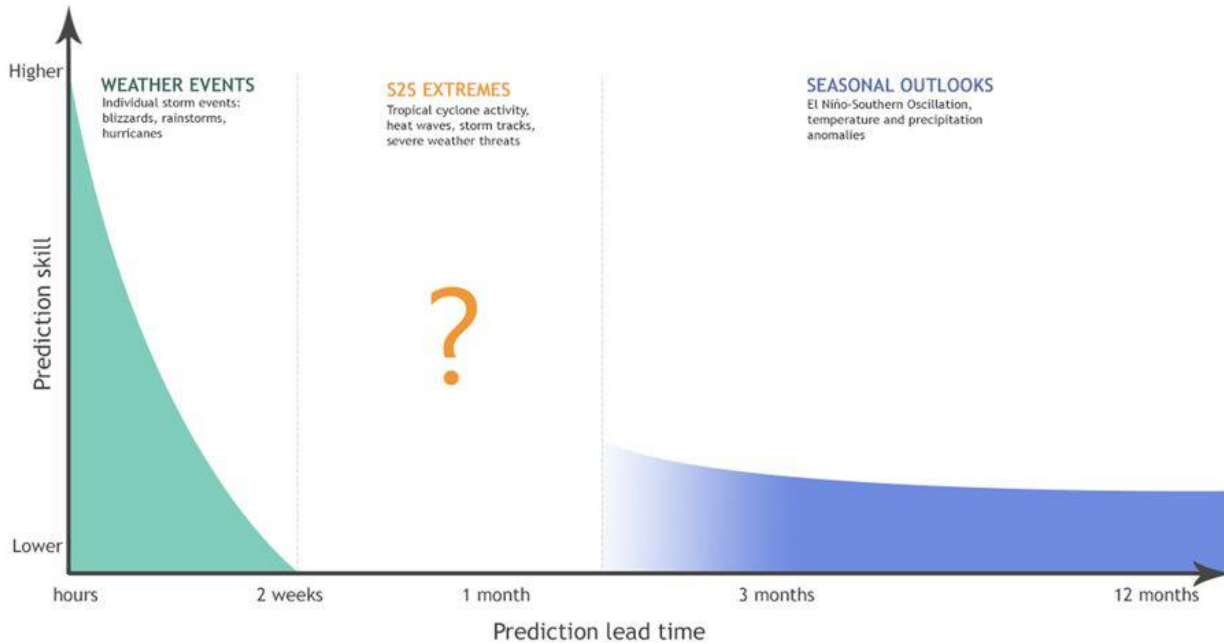 Higher
WEATHER EVENTS
Individual storm events:
blizzards, rainstorms,
hurricanes
S2S EXTREMES
Tropical cyclone activity,
heat waves, storm tracks,
severe weather threats
SEASONAL OUTLOOKS
El Niño-Southern Oscillation,
temperature and precipitation
anomalies
Prediction skill
?
Lower
hours
2 weeks
1 month
3 months
12 months
Prediction lead time